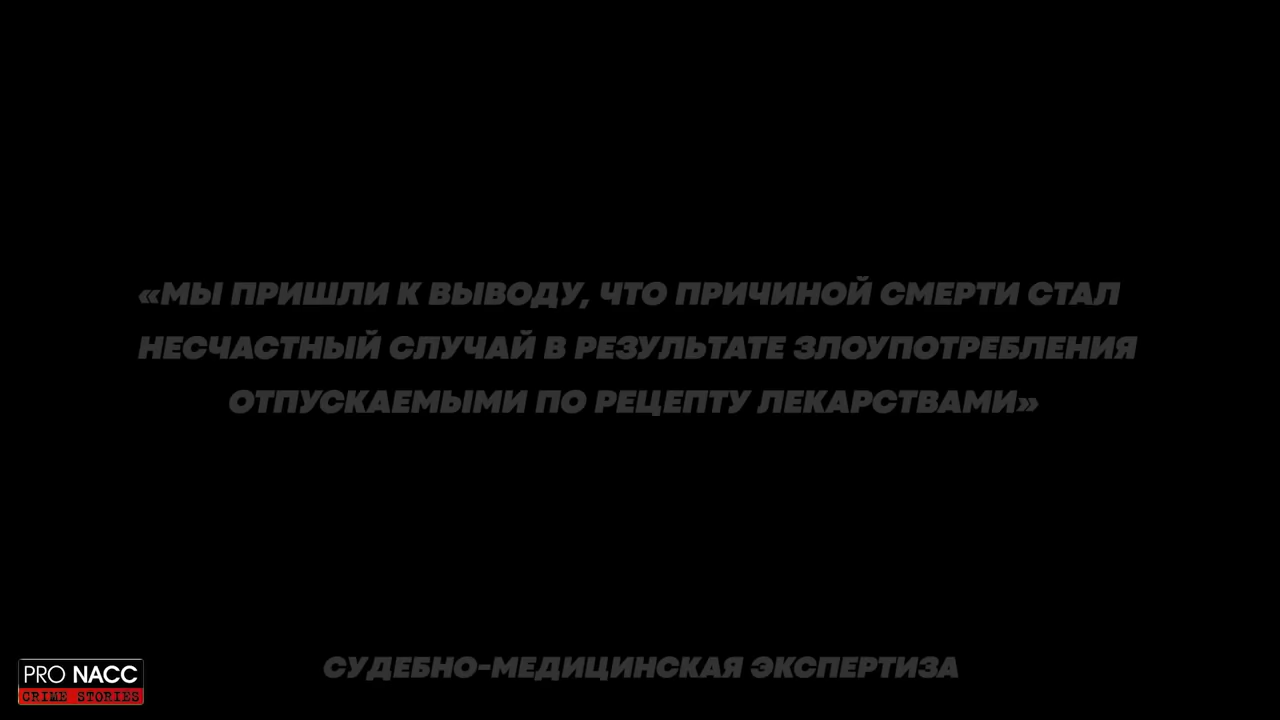 «МЫ ПРИШЛИ К ВЫВОДУ, ЧТО ПРИЧИНОЙ СМЕРТИ СТАЛ
НЕСЧАСТНЫЙ СЛУЧАЙ В РЕЗУЛЬТАТЕ ЗЛОУПОТРЕБЛЕНИЯ
ОТПУСКАЕМЫМИ ПО РЕЦЕПТУ ЛЕКАРСТВАМИ»
СУДЕБНО-МЕДИЦИНСКАЯ ЭКСПЕРТИЗА
PRO NACC
CRIME STORIES